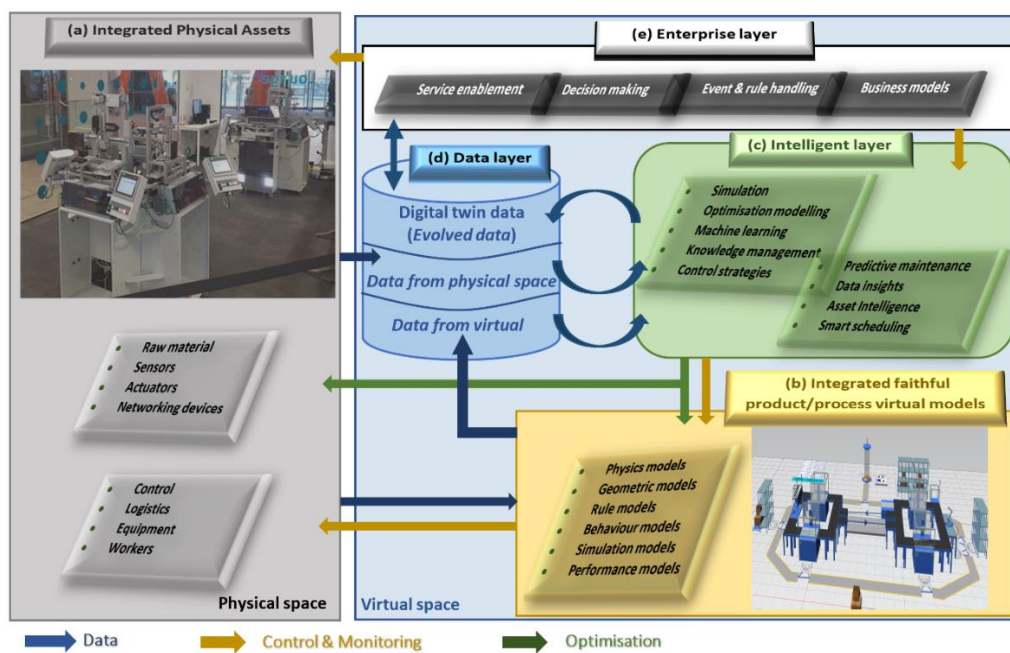 (a) Integrated Physical Assets
Raw material
Sensors
Actuators
Networking devices
Control
Logistics
Equipment
Workers
Physical space
(e) Enterprise layer
Service enablement
Decision making
Event & rule handling
Business models
(d) Data layer
Digital twin data
(Evolved data)
Data from physical space
Data from virtual
(c) Intelligent layer
Simulation
Optimisation modelling
Machine learning
Knowledge management
Control strategies
Predictive maintenance
Data insights
Asset Intelligence
Smart scheduling
(b) Integrated faithful
product/process virtual models
Physics models
Geometric models
Rule models
Behaviour models
Simulation models
Performance models
Virtual space
Data
Control & Monitoring
Optimisation